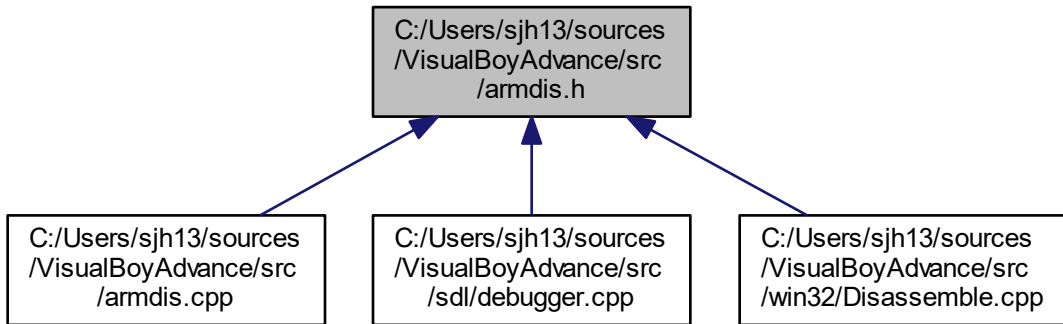 C:/Users/sjh13/sources
/VisualBoyAdvance/src
/armdis.h
C:/Users/sjh13/sources
/VisualBoyAdvance/src
/armdis.cpp
C:/Users/sjh13/sources
/VisualBoyAdvance/src
/sdl/debugger.cpp
C:/Users/sjh13/sources
/VisualBoyAdvance/src
/win32/Disassemble.cpp